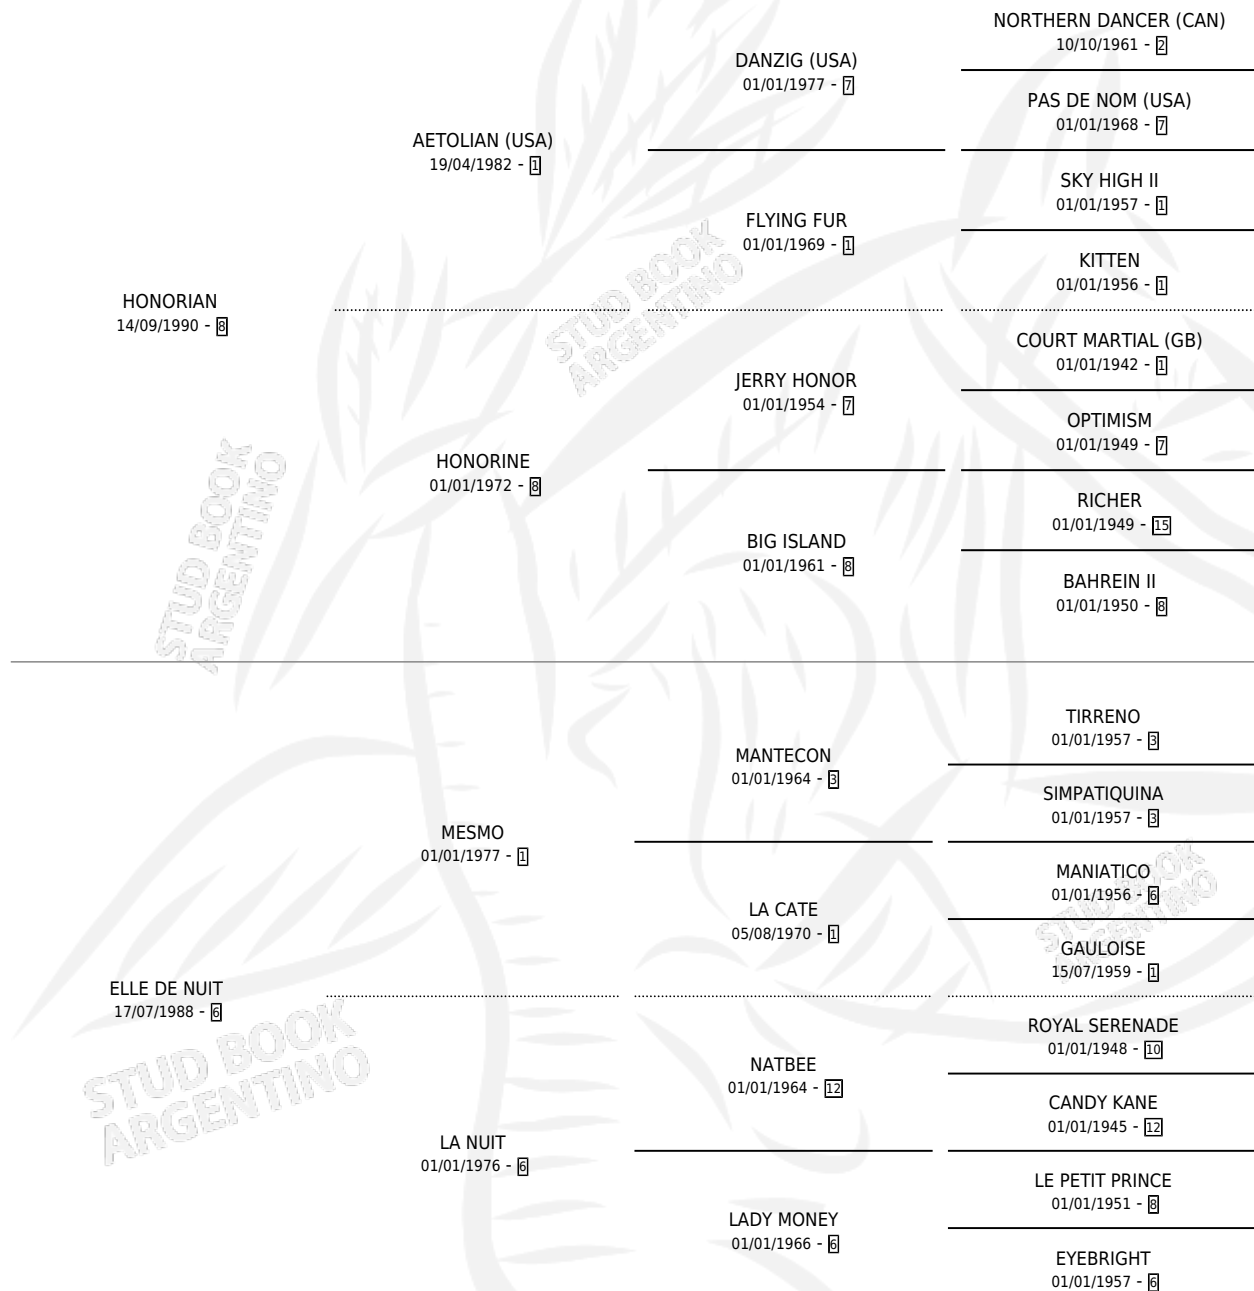 NORTHERN DANCER (CAN)
10/10/1961 - 2
DANZIG (USA)
01/01/1977 - 7
PAS DE NOM (USA)
01/01/1968 - 7
AETOLIAN (USA)
19/04/1982 - 1
SKY HIGH II
01/01/1957 - 1
FLYING FUR
01/01/1969 - 1
KITTEN
01/01/1956 - 1
HONORIAN
14/09/1990 - 8
COURT MARTIAL (GB)
01/01/1942 - 1
JERRY HONOR
01/01/1954 - 7
OPTIMISM
01/01/1949 - 7
HONORINE
01/01/1972 - 8
RICHER
01/01/1949 - 15
BIG ISLAND
01/01/1961 - 8
BAHREIN II
01/01/1950 - 8
TIRRENO
01/01/1957 - 3
MANTECON
01/01/1964 - 3
SIMPATIQUINA
01/01/1957 - 3
MESMO
01/01/1977 - 1
MANIATICO
01/01/1956 - 6
LA CATE
05/08/1970 - 1
GAULOISE
15/07/1959 - 1
ELLE DE NUIT
17/07/1988 - 6
ROYAL SERENADE
01/01/1948 - 10
NATBEE
01/01/1964 - 12
CANDY KANE
01/01/1945 - 12
LA NUIT
01/01/1976 - 6
LE PETIT PRINCE
01/01/1951 - 8
LADY MONEY
01/01/1966 - 6
EYEBRIGHT
01/01/1957 - 6
STUD BOOK
ARGENTINO
STUD BOOK
ARGENTINO
STUD BOOK
ARGENTINO
STUD BOOK
ARGENTINO